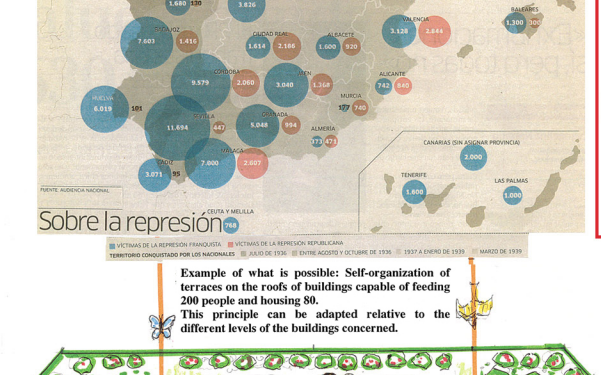 1.680 130
3.826
BALEARES
1.300 300
BADAJOZ
7.603 1.416
CIUDAD REAL
1.614 2.166
ALBACETE
1.600 920
VALENCIA
3.128 2.844
CÓRDOBA
9.579 2.060
JAÉN
3.040 1.368
ALICANTE
742
HUELVA
6.019 101
MURCIA
177 740
SEVILLA
11.694 447
GRANADA
5.048 994
ALMERÍA
373 471
CÁDIZ
3.071 95
MÁLAGA
7.000 2.607
CANARIAS (SIN ASIGNAR PROVINCIA)
2.000
TENERIFE
1.600
LAS PALMAS
1.000
FUENTE: AUDIENCIA NACIONAL
CEUTA Y MELILLA
768
Sobre la represión
VÍCTIMAS DE LA REPRESIÓN FRANQUISTA VÍCTIMAS DE LA REPRESIÓN REPUBLICANA
TERRITORIO CONQUISTADO POR LOS NACIONALES JULIO DE 1936 ENTRE AGOSTO Y OCTUBRE DE 1936 1937 A ENERO DE 1939 MARZO DE 1939
Example of what is possible: Self-organization of
terraces on the roofs of buildings capable of feeding
200 people and housing 80.
This principle can be adapted relative to the
different levels of the buildings concerned.